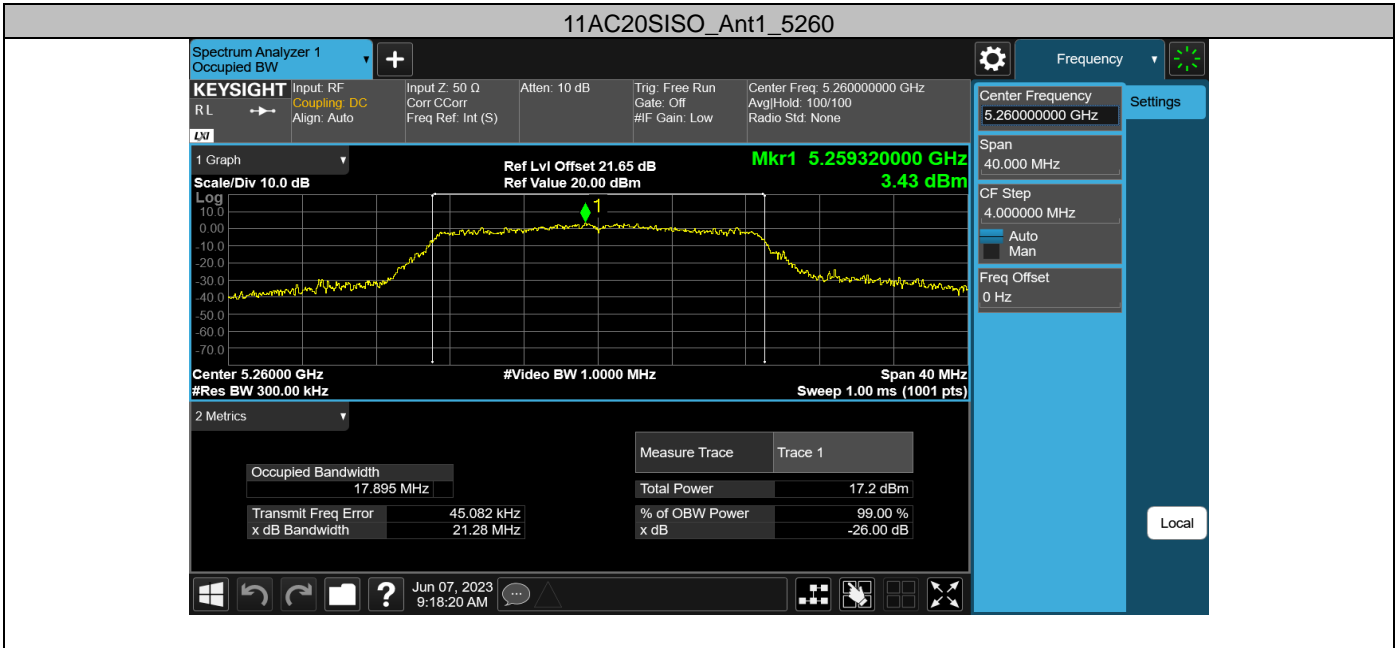 11AC20SISO_Ant1_5260
Spectrum Analyzer 1
Occupied BW
+
Frequency
KEYSIGHT
RL
LXI
Input: RF
Coupling: DC
Align: Auto
Input Z: 50 Ω
Corr CCorr
Freq Ref: Int (S)
Atten: 10 dB
Trig: Free Run
Gate: Off
#IF Gain: Low
Center Freq: 5.260000000 GHz
Avg|Hold: 100/100
Radio Std: None
Center Frequency
5.260000000 GHz
Settings
Span
40.000 MHz
CF Step
4.000000 MHz
Auto
Man
Freq Offset
0 Hz
Local
1 Graph
Scale/Div 10.0 dB
Ref Lvl Offset 21.65 dB
Ref Value 20.00 dBm
Mkr1 5.259320000 GHz
3.43 dBm
Log
10.0
0.00
-10.0
-20.0
-30.0
-40.0
-50.0
-60.0
-70.0
1
Center 5.26000 GHz
#Res BW 300.00 kHz
#Video BW 1.0000 MHz
Span 40 MHz
Sweep 1.00 ms (1001 pts)
2 Metrics
Occupied Bandwidth
17.895 MHz
Transmit Freq Error 45.082 kHz
x dB Bandwidth 21.28 MHz
Measure Trace Trace 1
Total Power 17.2 dBm
% of OBW Power 99.00 %
x dB -26.00 dB
?
Jun 07, 2023
9:18:20 AM